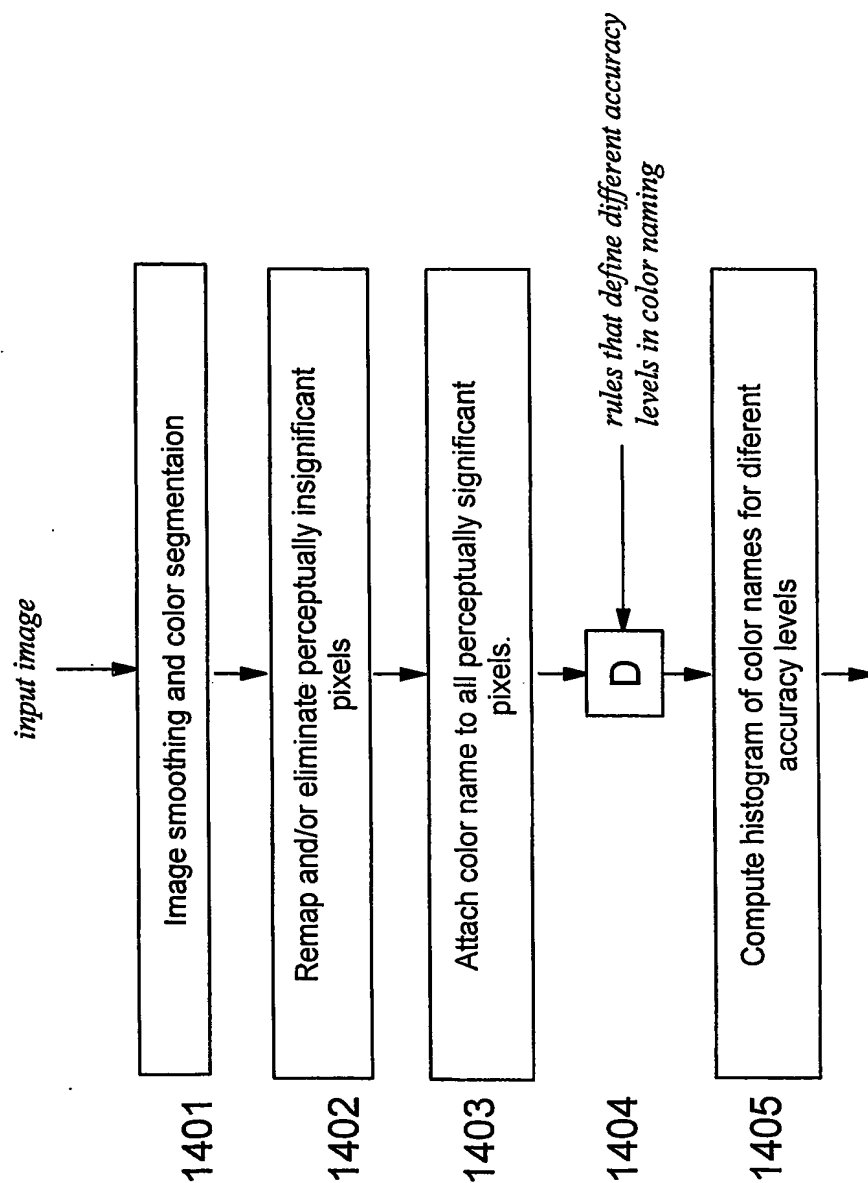 input image
1401
Image smoothing and color segmentaion
1402
Remap and/or eliminate perceptually insignificant
pixels
1403
Attach color name to all perceptually significant
pixels.
1404
D
rules that define different accuracy
levels in color naming
1405
Compute histogram of color names for diferent
accuracy levels